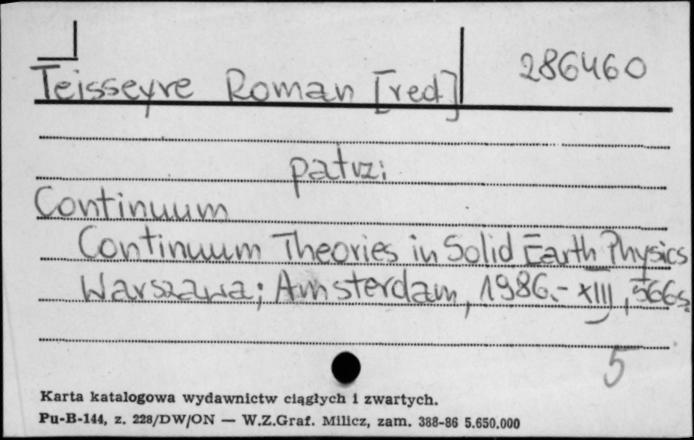 286460
Teisseyre Roman [red]
patrz:
Continuum
Continuum Theories in Solid Earth Physics
Warszawa; Amsterdam, 1986.- XIII, 566s.
5
Karta katalogowa wydawnictw ciągłych i zwartych.
Pu-B-144, z. 228/DW/ON — W.Z.Graf. Milicz, zam. 388-86 5.650.000